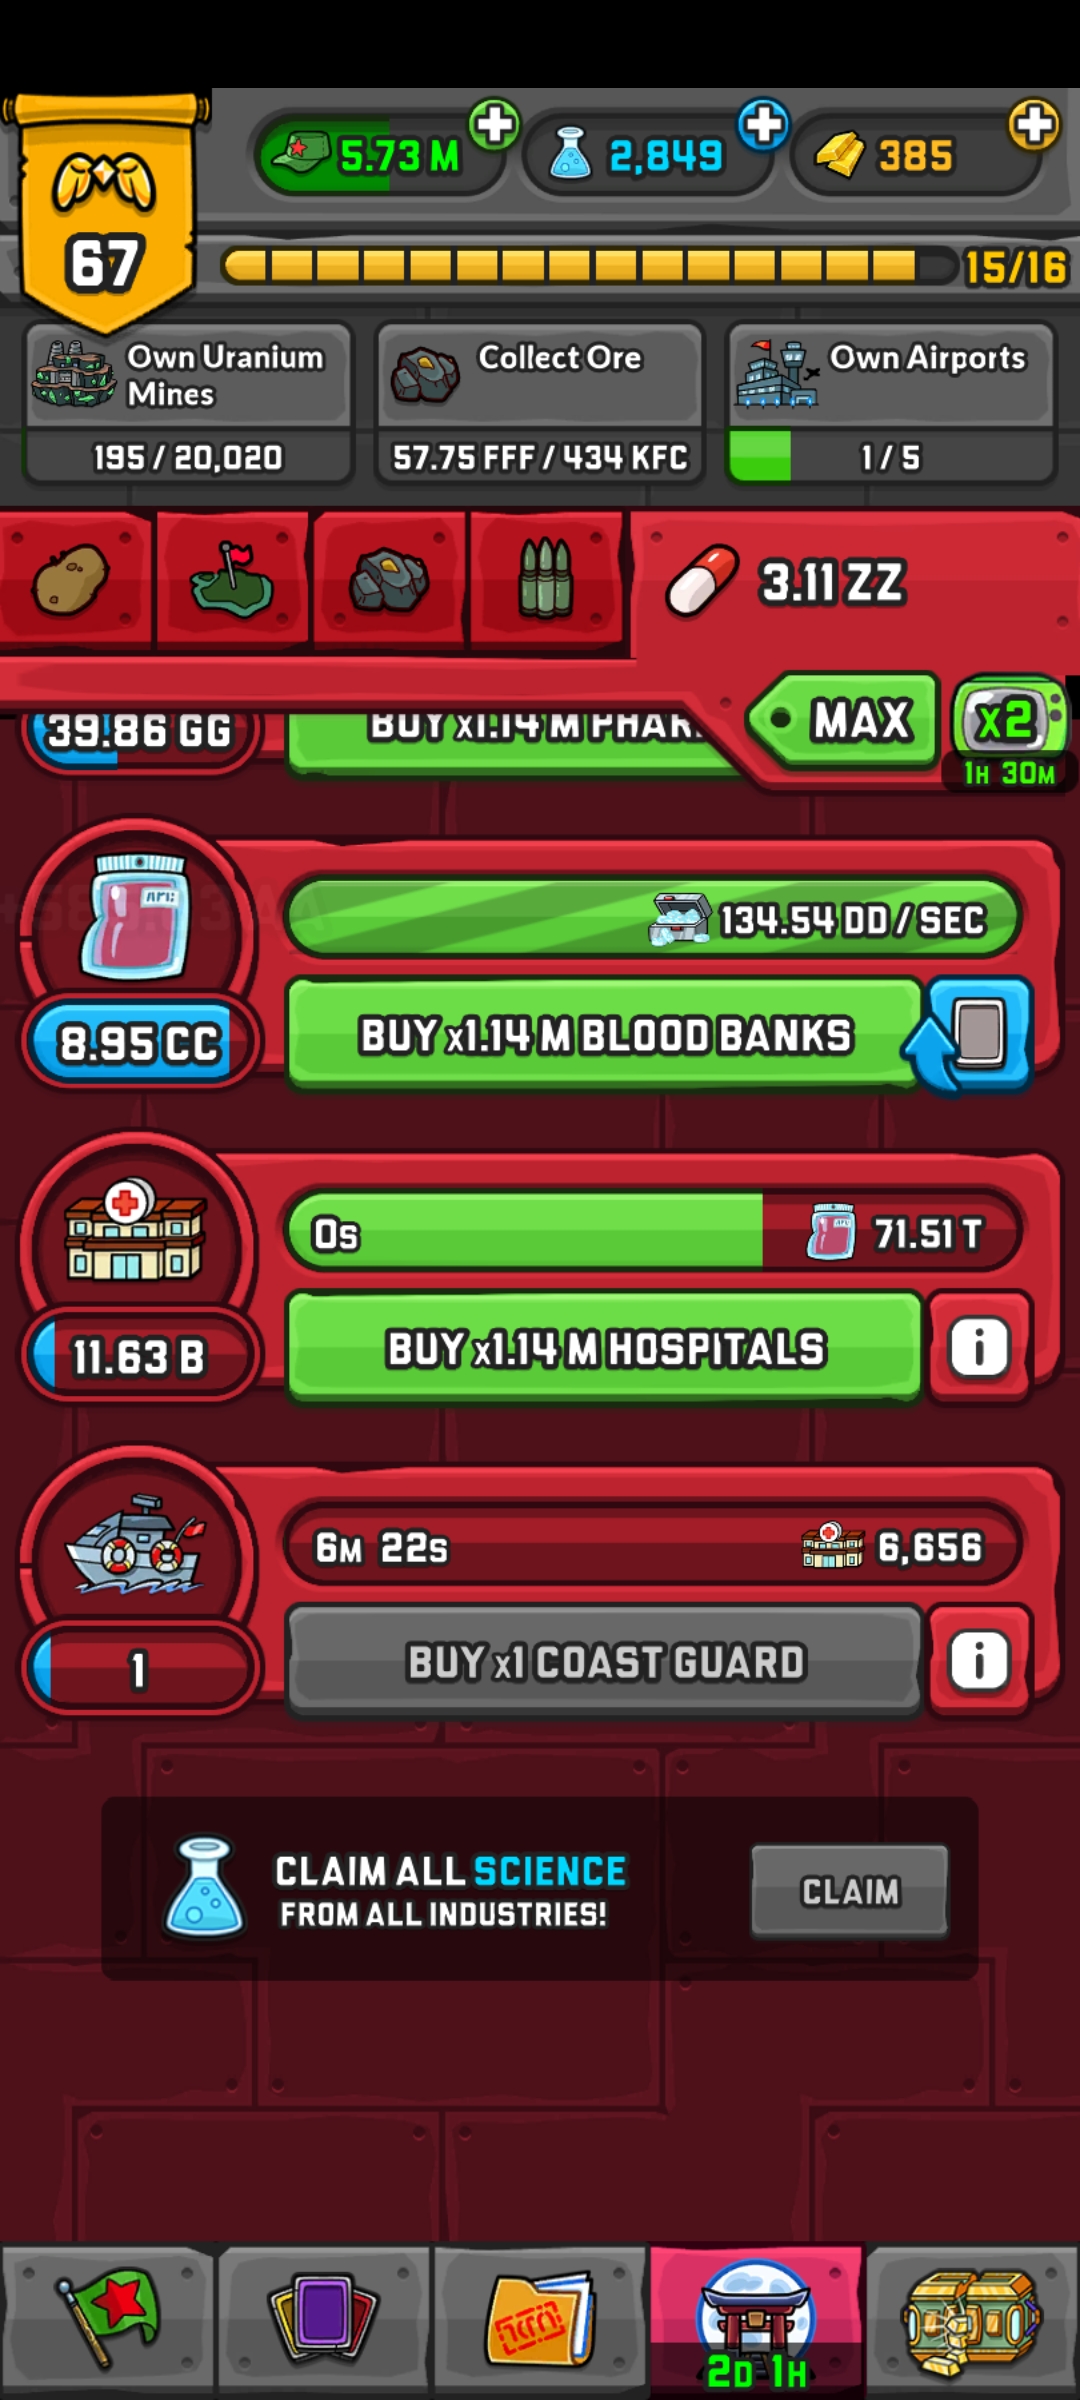 5.73 M
2,849
385
67
15/16
Own Uranium
Mines
195 / 20,020
Collect Ore
57.75 FFF / 434 KFC
Own Airports
1 / 5
3.11 ZZ
MAX
x2
1H 30M
39.86 GG
BUY x1.14 M
134.54 DD / SEC
8.95 CC
BUY x1.14 M BLOOD BANKS
0s
71.51 T
11.63 B
BUY x1.14 M HOSPITALS
i
6M 22s
6,656
1
BUY x1 COAST GUARD
i
CLAIM ALL SCIENCE
FROM ALL INDUSTRIES!
CLAIM
2D 1H